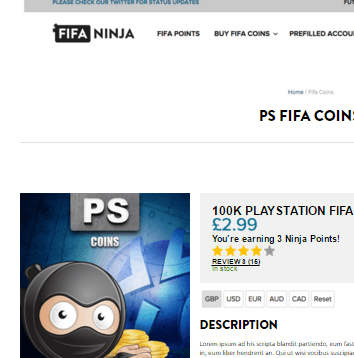 PLEASE CHECK OUR TWITTER FOR STATUS UPDATES
FIFA NINJA
FIFA POINTS
BUY FIFA COINS
PREFILLED ACCOU
Home / Fifa Coins
PS FIFA COIN
PS
COINS
100K PLAYSTATION FIFA
£2.99
You're earning 3 Ninja Points!
REVIEWS (15)
In stock
GBP USD EUR AUD CAD Reset
DESCRIPTION
Lorem ipsum ad his scripta blandit partiendo, eum fast
in, eum liber hendrerit an. Qui ut wisi vocibus suscipia